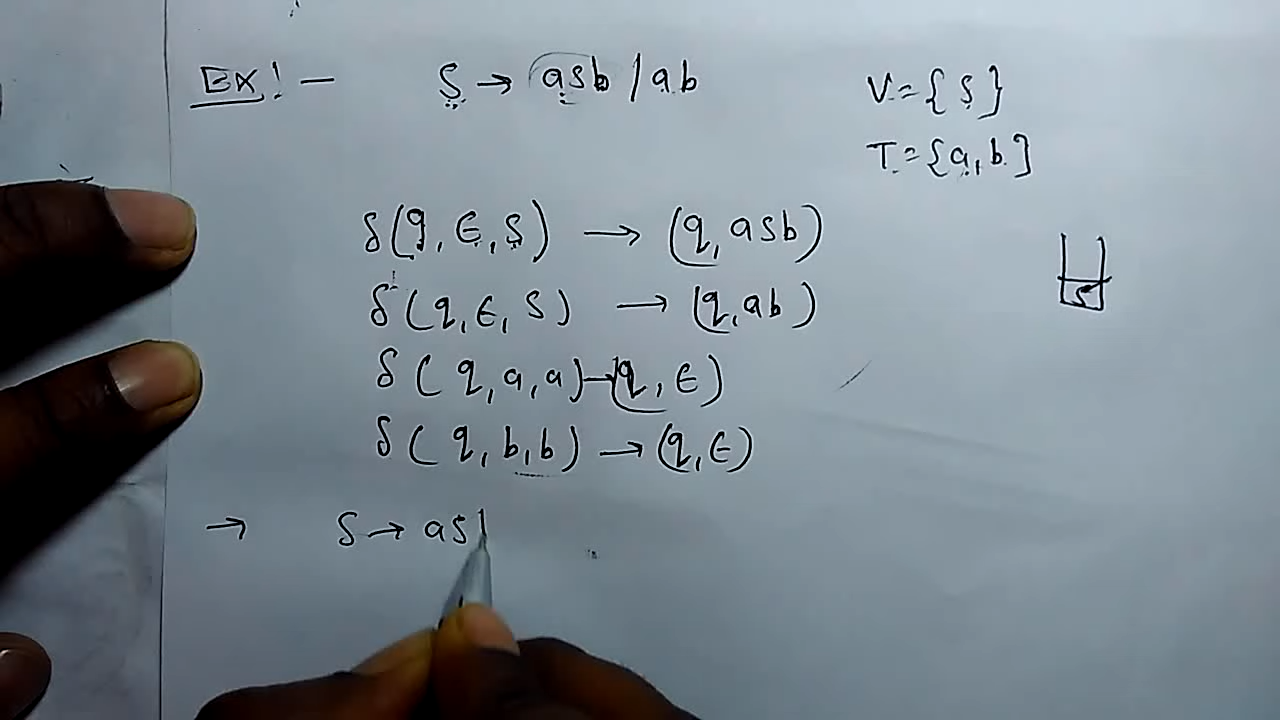 Ex! — S → asb / ab V = {S}
T = {a, b}
δ(q, ε, S) → (q, asb)
δ(q, ε, S) → (q, ab)
δ(q, a, a) → (q, ε)
δ(q, b, b) → (q, ε)
→ S → as
S